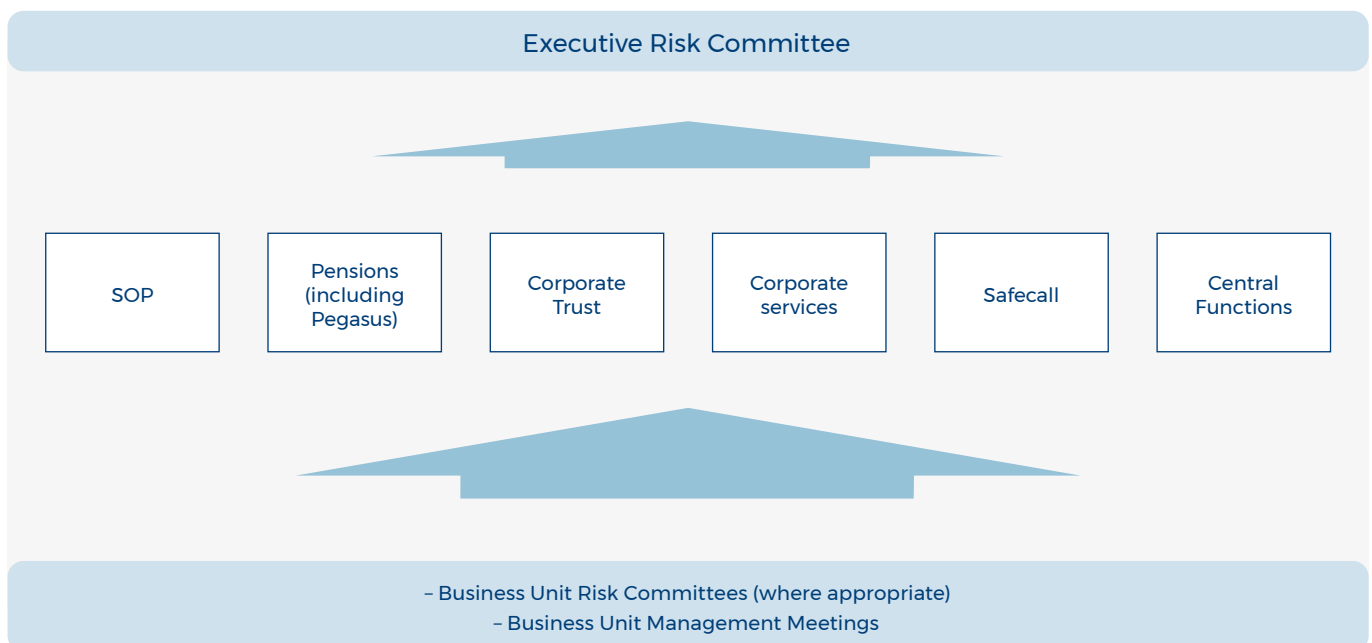 Executive Risk Committee
SOP
Pensions
(including
Pegasus)
Corporate
Trust
Corporate
services
Safecall
Central
Functions
– Business Unit Risk Committees (where appropriate)
– Business Unit Management Meetings